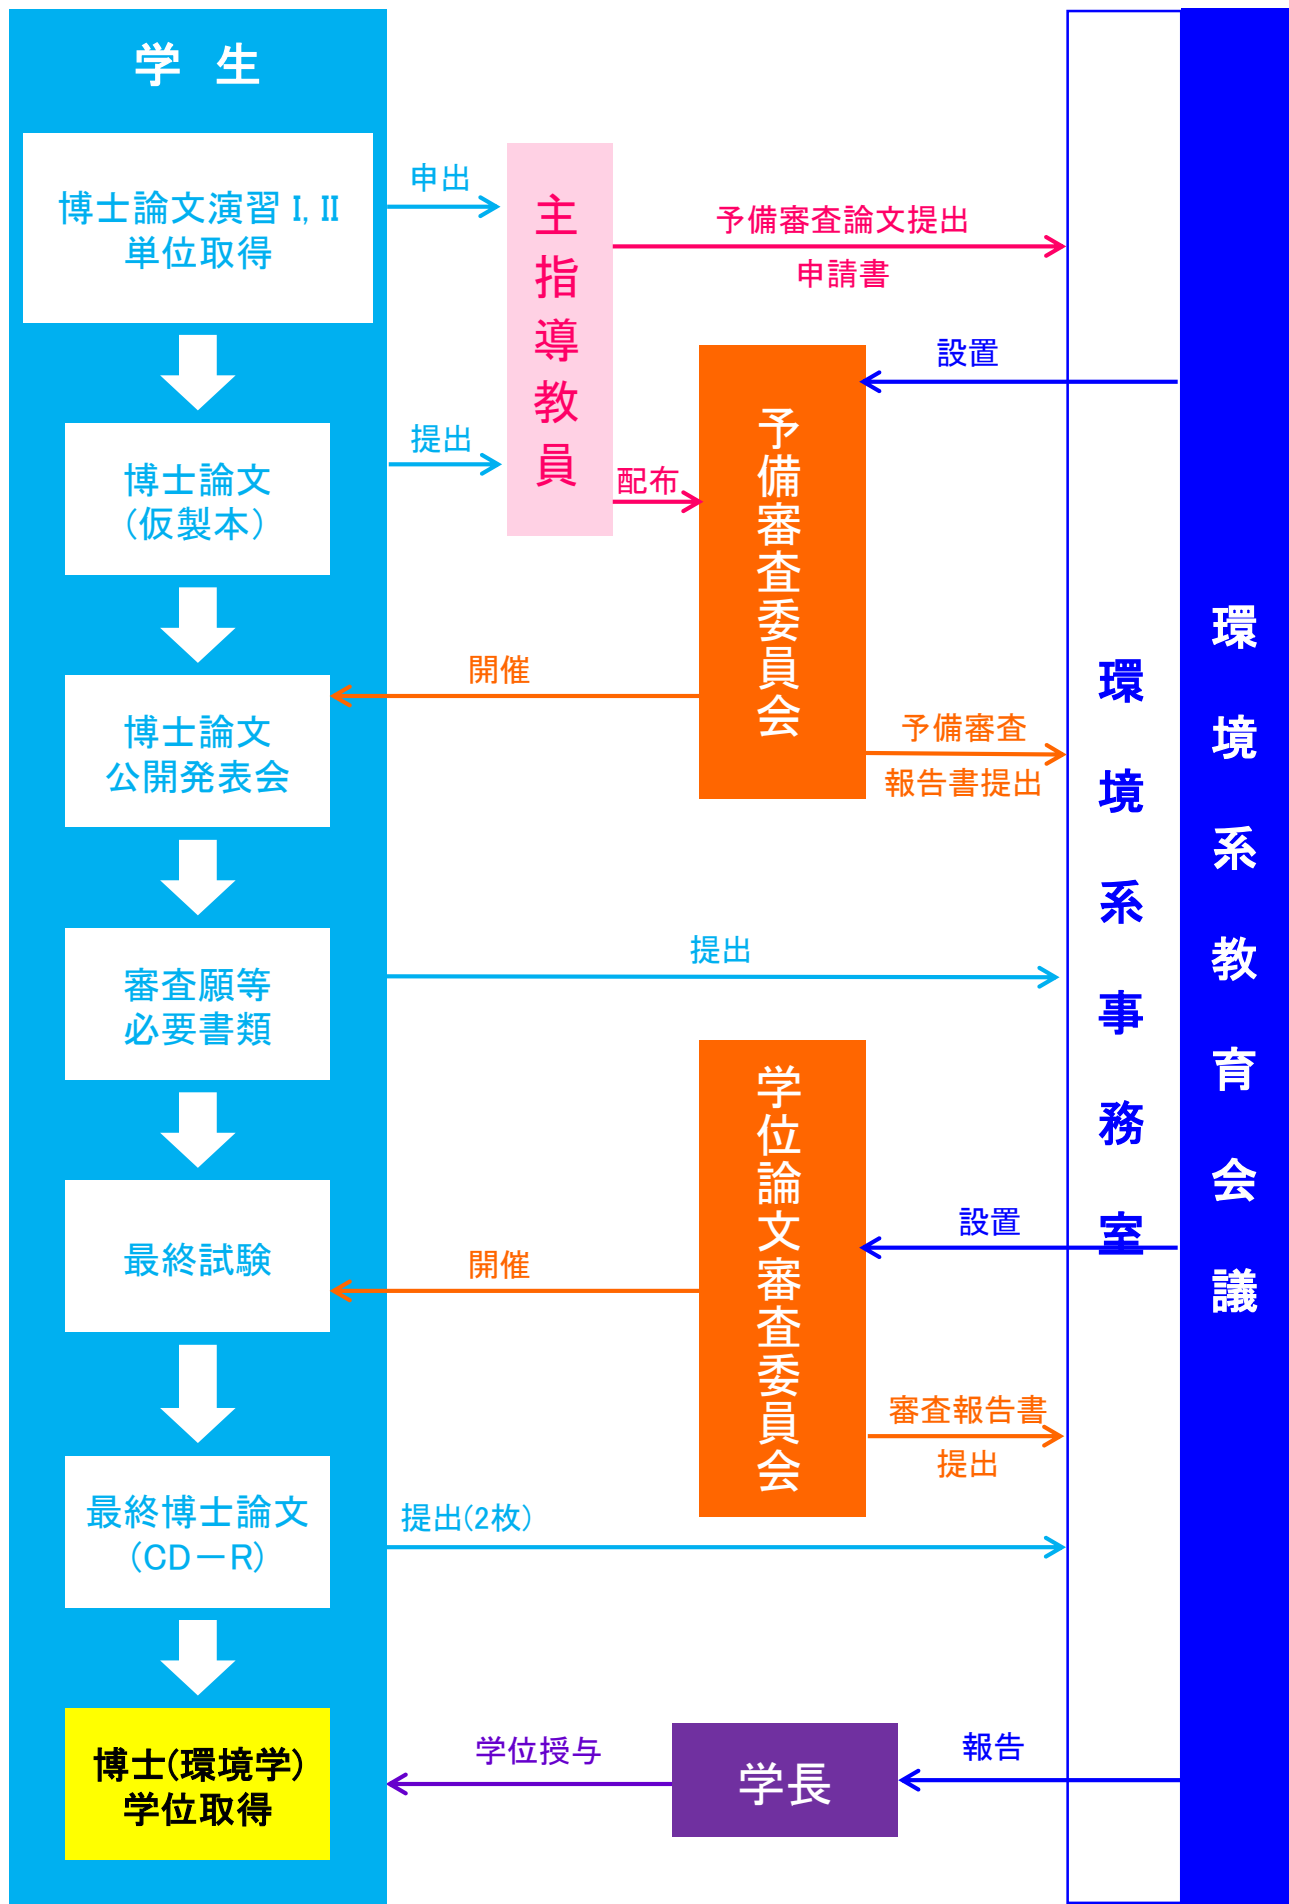 学 生
博士論文演習 I, II
単位取得
申出
主指導教員
予備審査論文提出
申請書
設置
博士論文
(仮製本)
提出
配布
予備審査委員会
開催
博士論文
公開発表会
予備審査
報告書提出
環境系事務室
環境系教育会議
審査願等
必要書類
提出
学位論文審査委員会
設置
最終試験
開催
審査報告書
提出
最終博士論文
(CD－R)
提出(2枚)
博士(環境学)
学位取得
学位授与
学長
報告